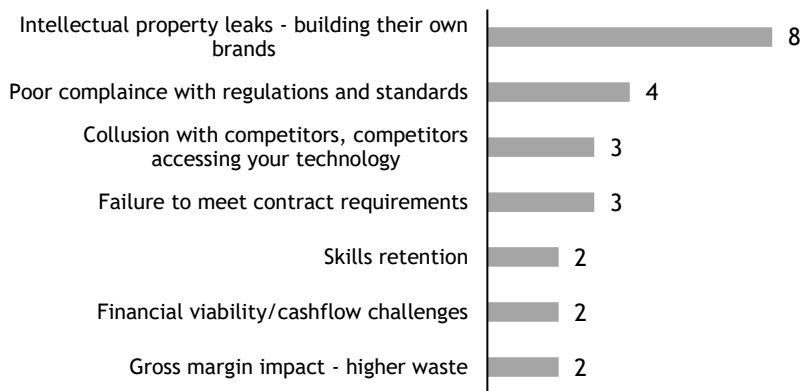 Intellectual property leaks - building their own
brands
8
Poor complaince with regulations and standards
4
Collusion with competitors, competitors
accessing your technology
3
Failure to meet contract requirements
3
Skills retention
2
Financial viability/cashflow challenges
2
Gross margin impact - higher waste
2